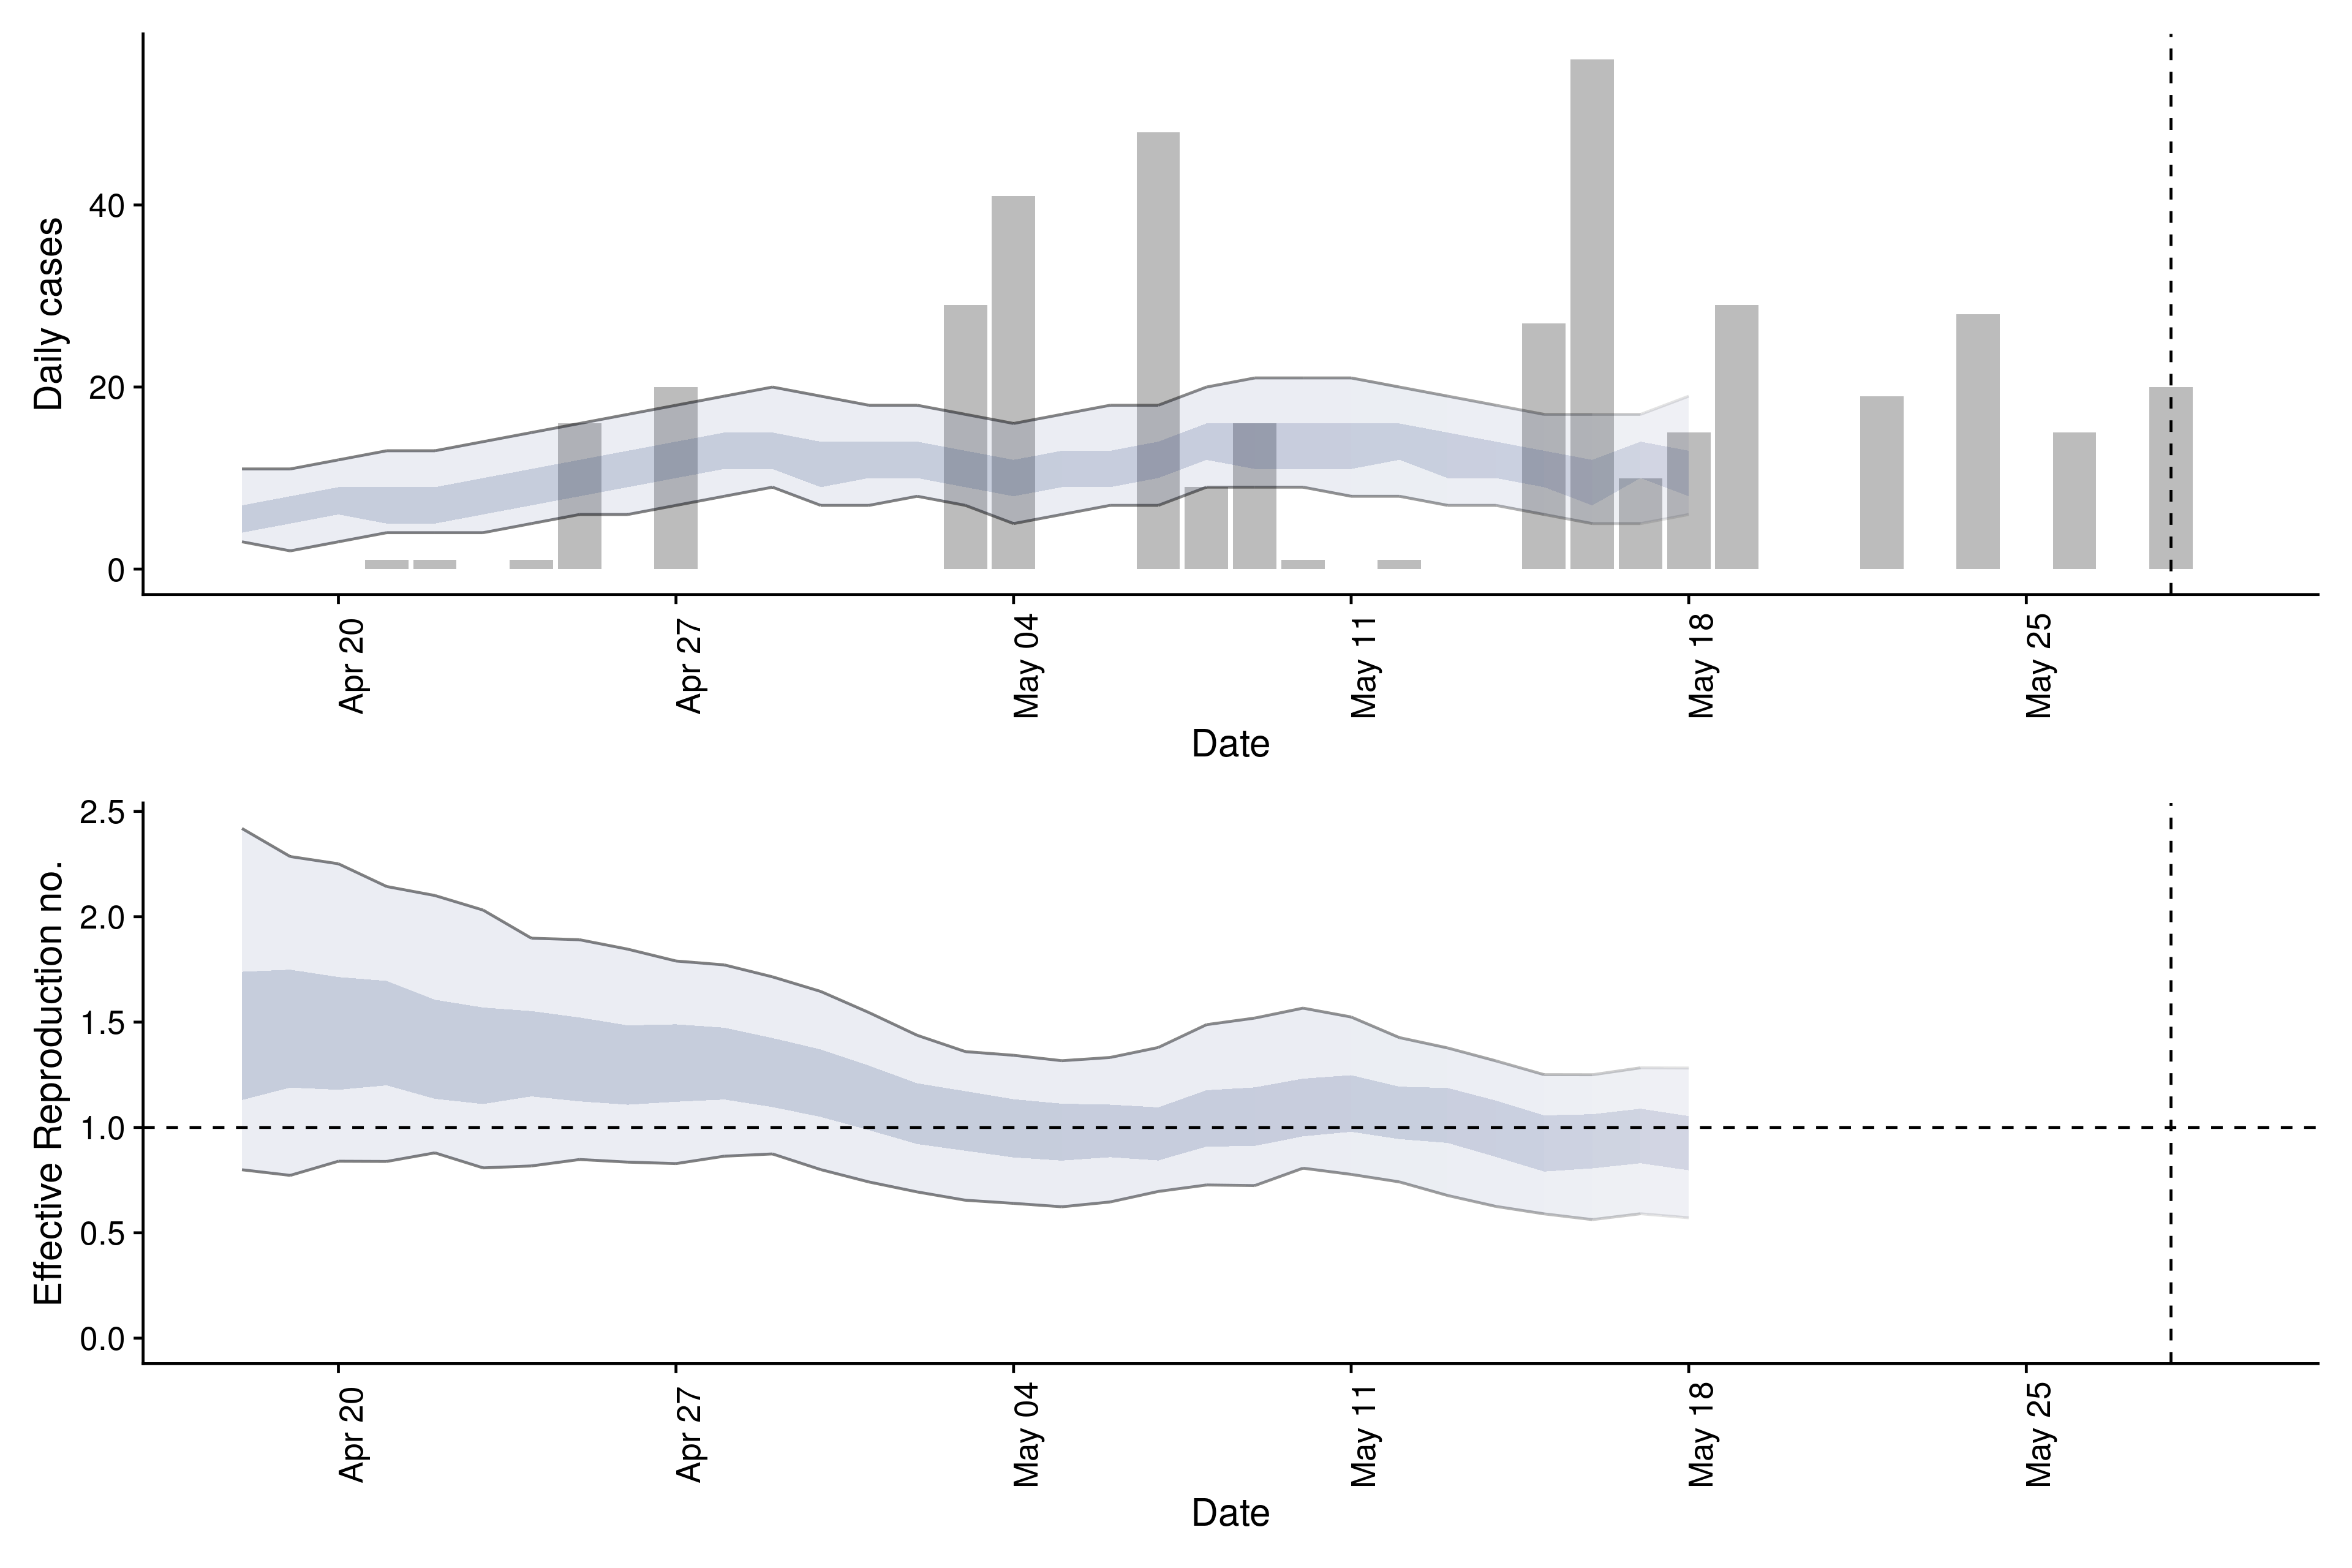 Daily cases
40
20
0
Apr 20
Apr 27
May 04
May 11
May 18
May 25
Date
Effective Reproduction no.
2.5
2.0
1.5
1.0
0.5
0.0
Apr 20
Apr 27
May 04
May 11
May 18
May 25
Date